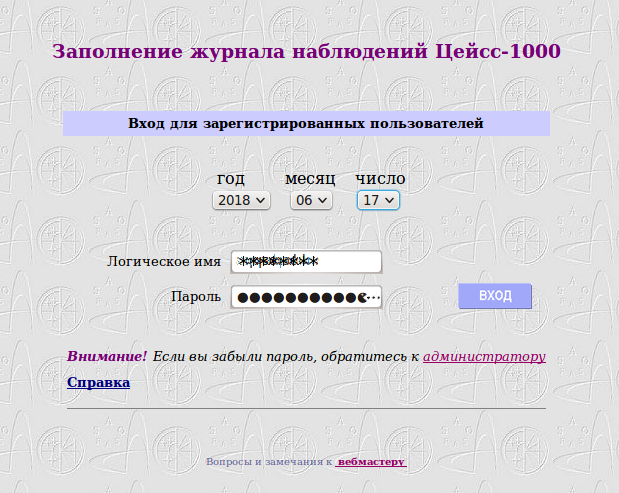 Заполнение журнала наблюдений Цейсс-1000
Вход для зарегистрированных пользователей
год месяц число
2018 06 17
Логическое имя
Пароль ●●●●●●●●●●●● ВХОД
Внимание! Если вы забыли пароль, обратитесь к администратору
Справка
Вопросы и замечания к вебмастеру